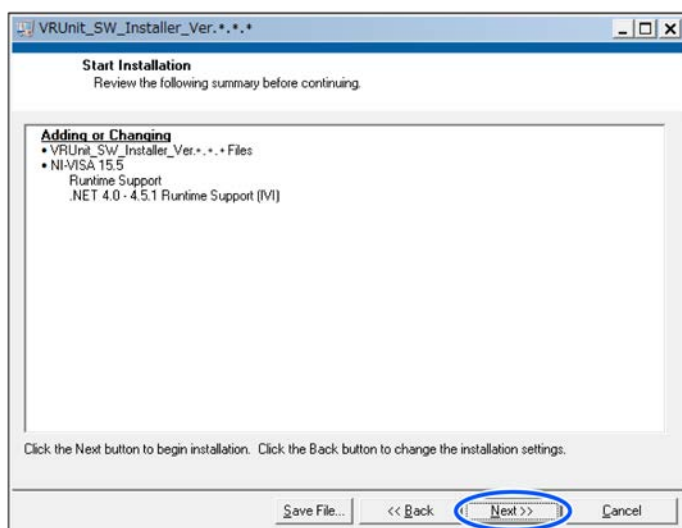 VRUnit_SW_Installer_Ver.*.*.*
Start Installation
Review the following summary before continuing.
Adding or Changing
• VRUnit_SW_Installer_Ver.*.*.* Files
• NI-VISA 15.5
Runtime Support
.NET 4.0 - 4.5.1 Runtime Support (IVI)
Click the Next button to begin installation. Click the Back button to change the installation settings.
Save File... << Back Next >> Cancel